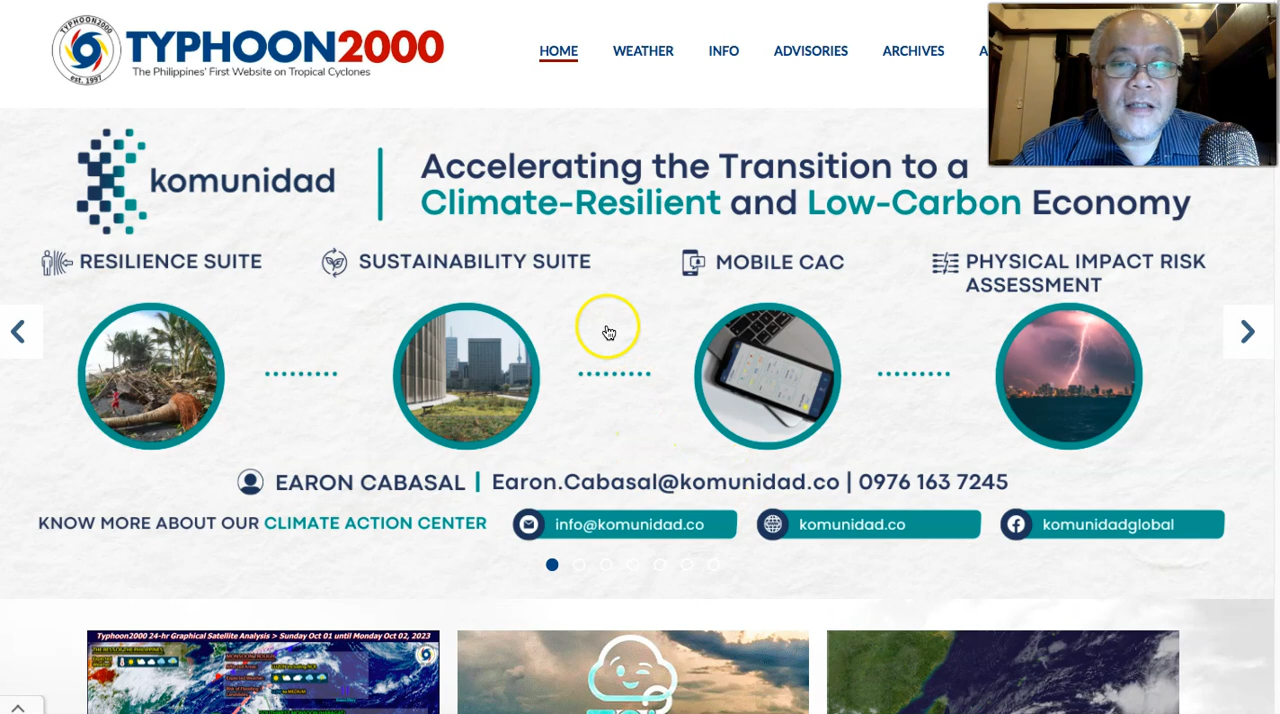 TYPHOON2000
The Philippines' First Website on Tropical Cyclones
TYPHOON2000
est. 1997
HOME
WEATHER
INFO
ADVISORIES
ARCHIVES
A
komunidad
Accelerating the Transition to a
Climate-Resilient and Low-Carbon Economy
RESILIENCE SUITE
SUSTAINABILITY SUITE
MOBILE CAC
PHYSICAL IMPACT RISK
ASSESSMENT
EARON CABASAL | Earon.Cabasal@komunidad.co | 0976 163 7245
KNOW MORE ABOUT OUR CLIMATE ACTION CENTER
info@komunidad.co
komunidad.co
komunidadglobal
Typhoon2000 24-hr Graphical Satellite Analysis > Sunday Oct 01 until Monday Oct 02, 2023